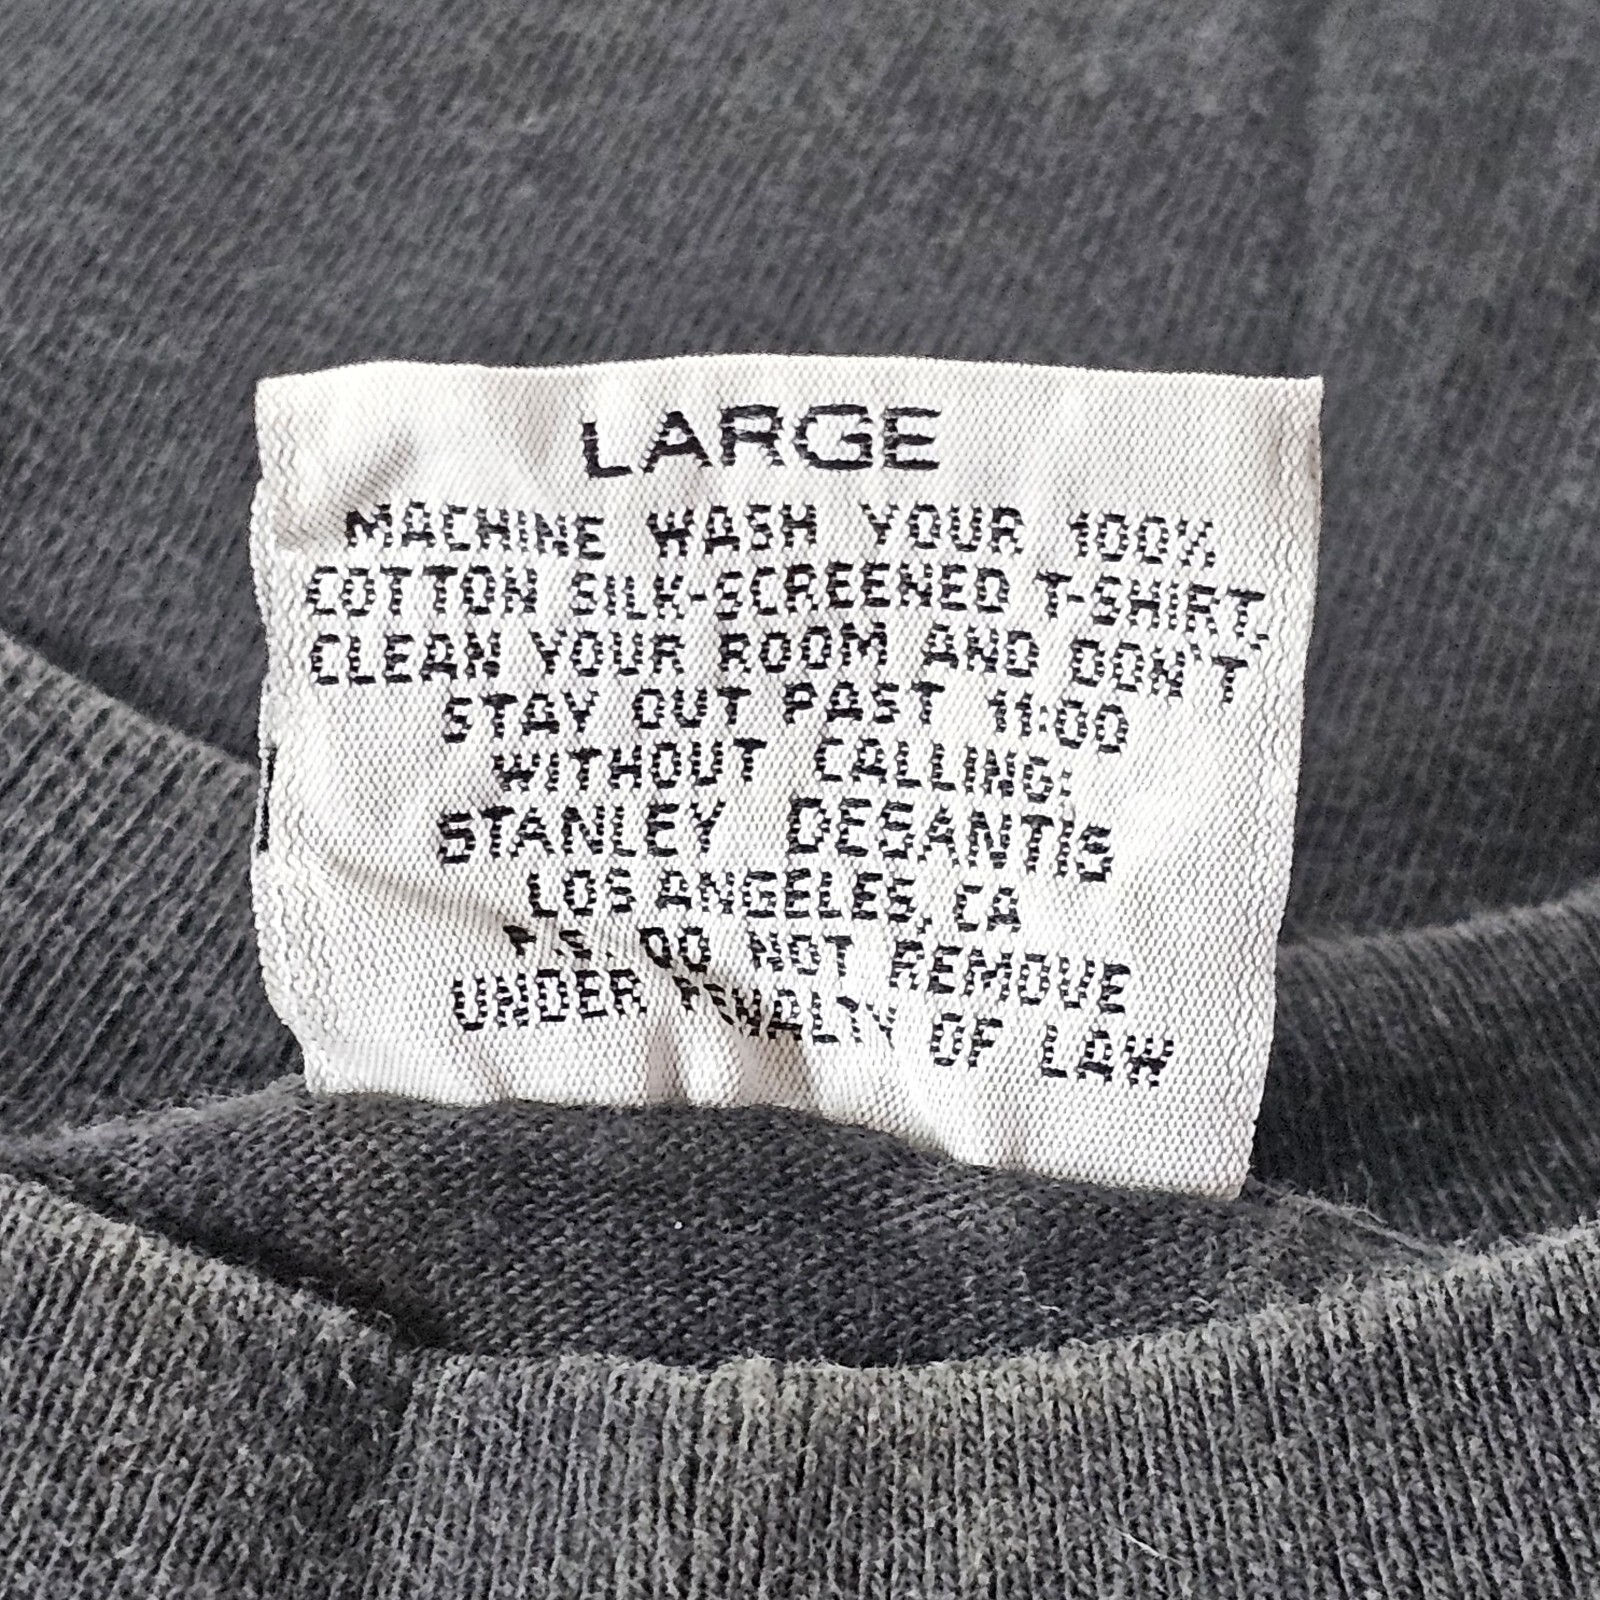 LARGE
MACHINE WASH YOUR 100%
COTTON SILK-SCREENED T-SHIRT,
CLEAN YOUR ROOM AND DON'T
STAY OUT PAST 11:00
WITHOUT CALLING!
STANLEY DESANTIS
LOS ANGELES, CA
P.S. DO NOT REMOVE
UNDER PENALTY OF LAW